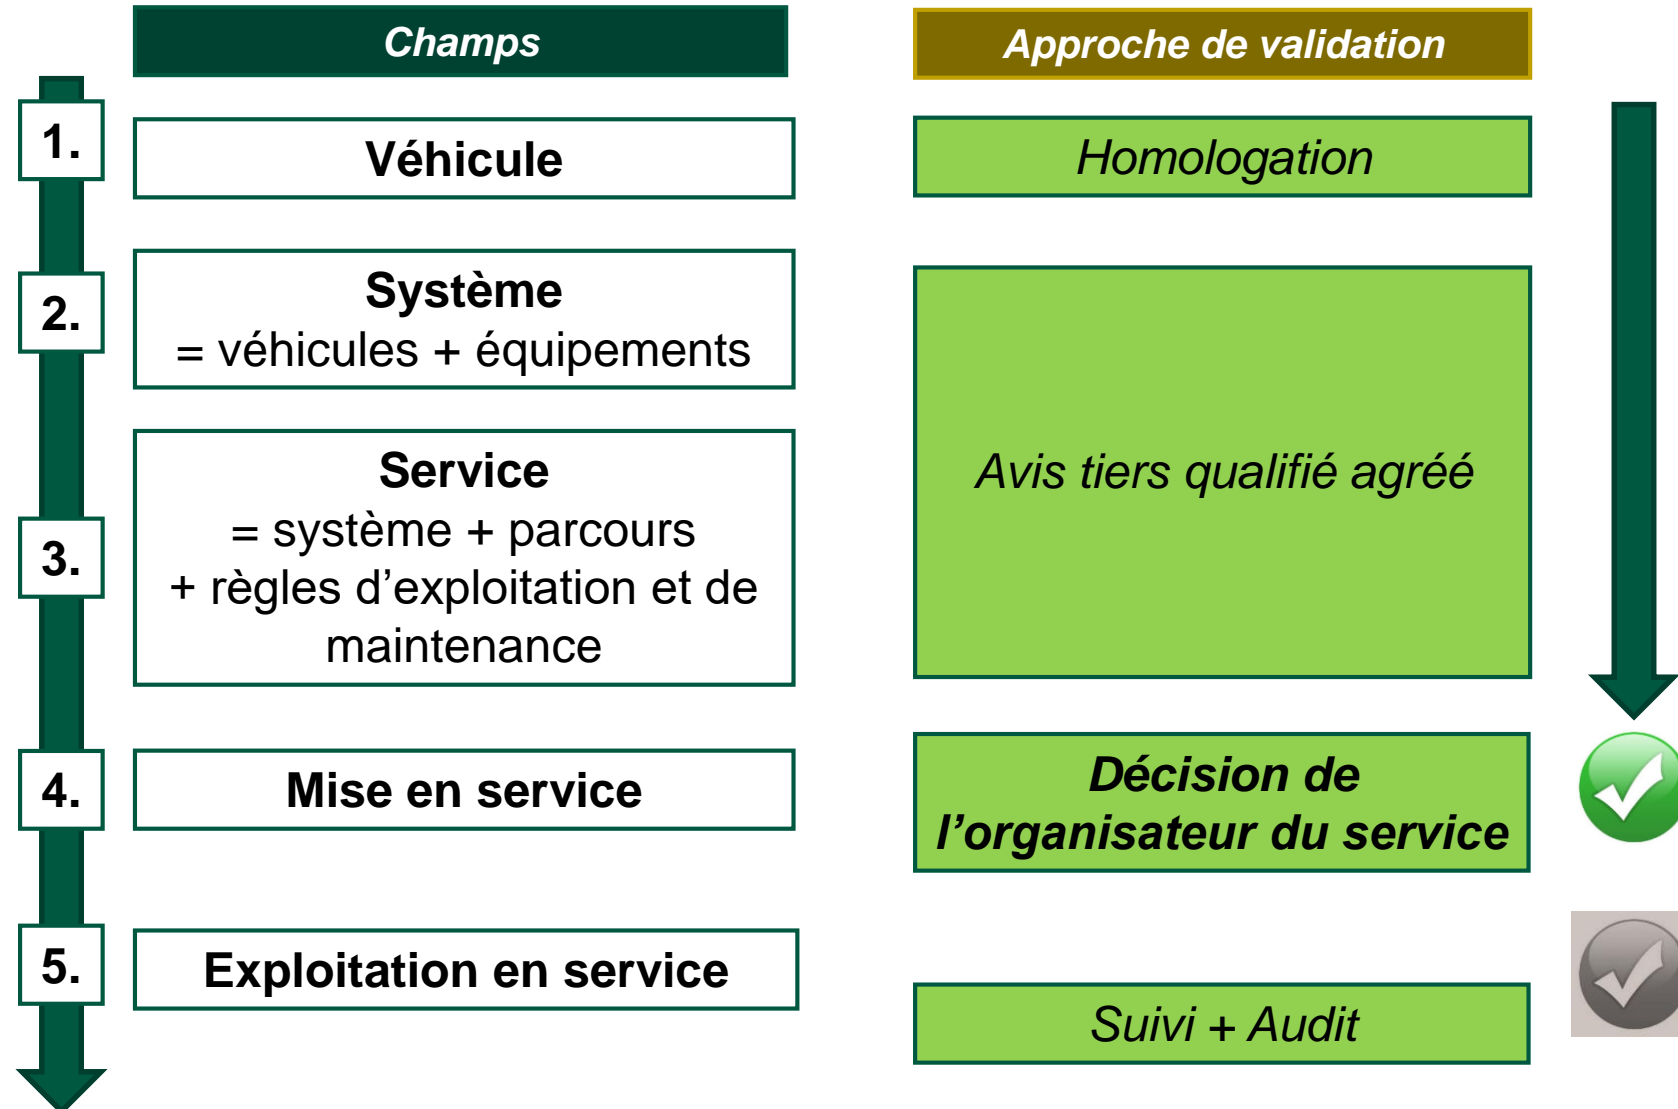 Champs
Approche de validation
1.
Véhicule
Homologation
2.
Système
= véhicules + équipements
3.
Service
= système + parcours
+ règles d’exploitation et de
maintenance
Avis tiers qualifié agréé
4.
Mise en service
Décision de
l’organisateur du service
5.
Exploitation en service
Suivi + Audit